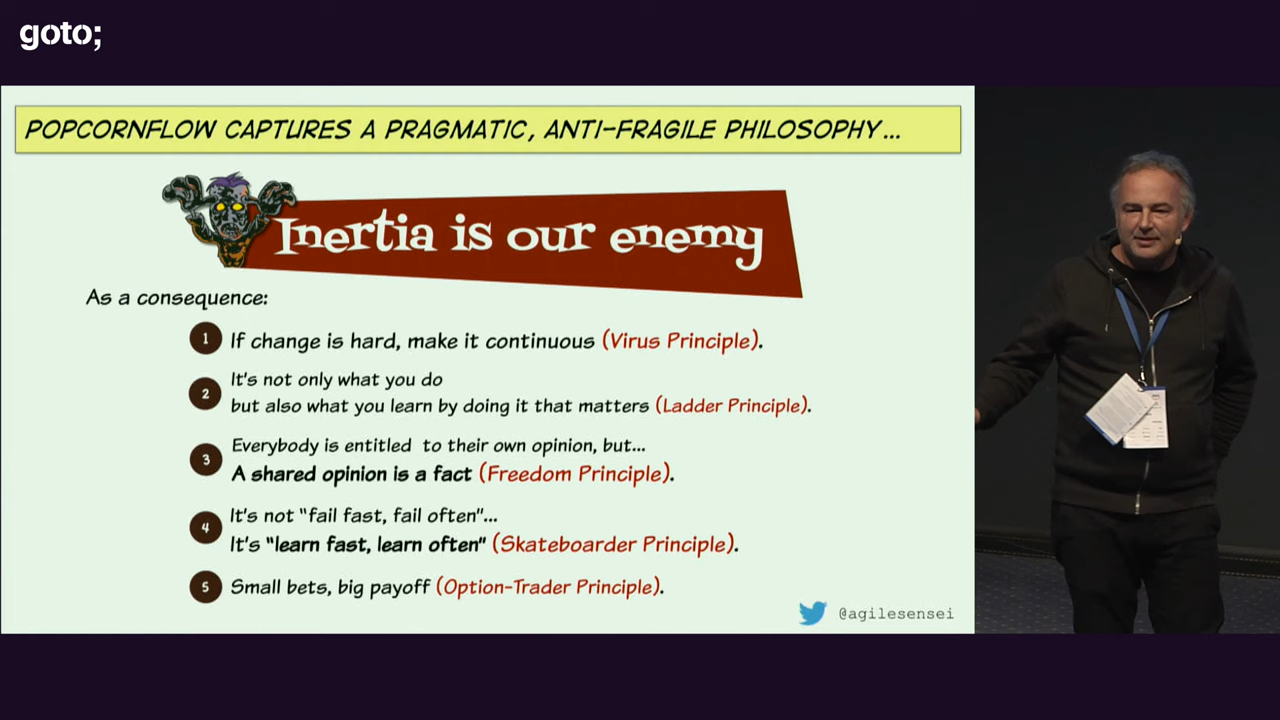 goto;
POPCORNFLOW CAPTURES A PRAGMATIC, ANTI-FRAGILE PHILOSOPHY...
Inertia is our enemy
As a consequence:
1 If change is hard, make it continuous (Virus Principle).
2 It's not only what you do
but also what you learn by doing it that matters (Ladder Principle).
3 Everybody is entitled to their own opinion, but...
A shared opinion is a fact (Freedom Principle).
4 It's not "fail fast, fail often"...
It's "learn fast, learn often" (Skateboarder Principle).
5 Small bets, big payoff (Option-Trader Principle).
@agilesensei